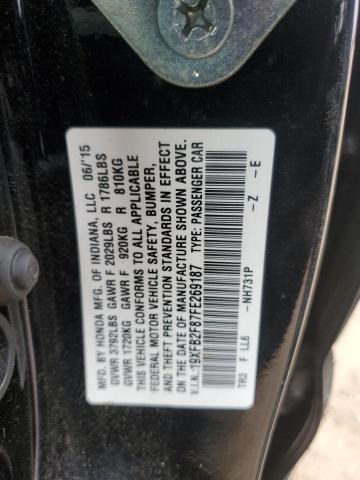 MFD. BY HONDA MFG. OF INDIANA, LLC 06/'15
GVWR 3792LBS GAWR F 2029LBS R 1786LBS
GVWR 1720KG GAWR F 920KG R 810KG
THIS VEHICLE CONFORMS TO ALL APPLICABLE
FEDERAL MOTOR VEHICLE SAFETY, BUMPER,
AND THEFT PREVENTION STANDARDS IN EFFECT
ON THE DATE OF MANUFACTURE SHOWN ABOVE.
V.I.N.:19XFB2F87FE269187 TYPE: PASSENGER CAR
TR3 F LL6 -NH731P -Z -E